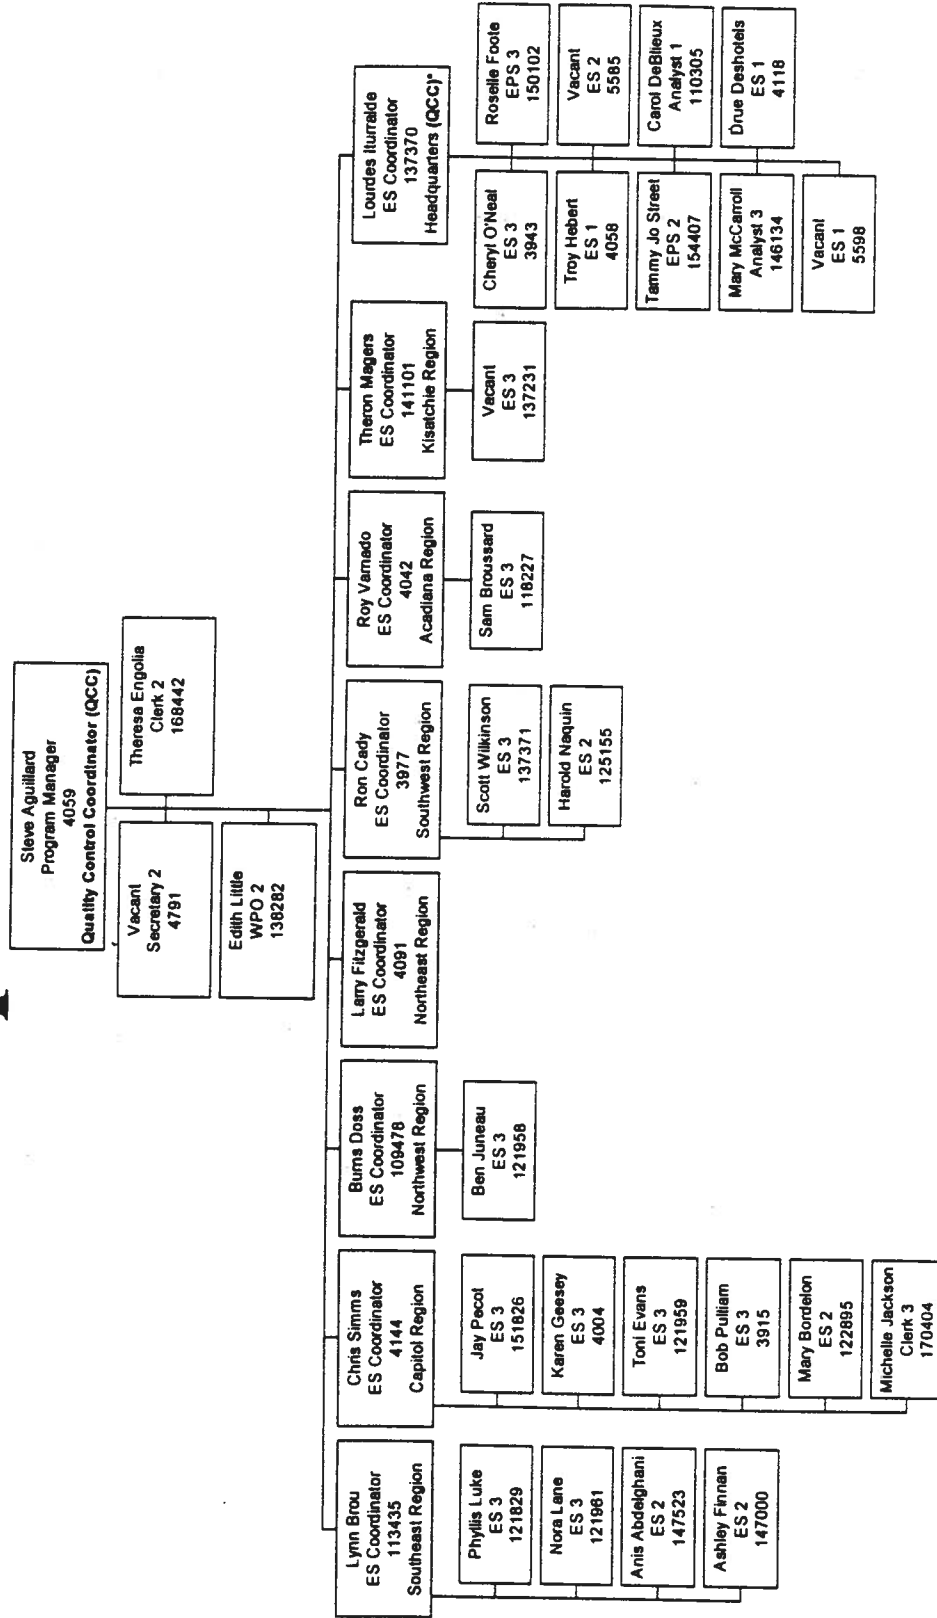 Steve Aguillard
Program Manager
4059
Quality Control Coordinator (QCC)
Vacant
Secretary 2
4791
Theresa Engolia
Clerk 2
168442
Edith Little
WPO 2
138282
Lynn Brou
ES Coordinator
113435
Southeast Region
Phyllis Luke
ES 3
121829
Nora Lane
ES 3
121961
Anis Abdelghani
ES 2
147523
Ashley Finnan
ES 2
147000
Chris Simms
ES Coordinator
4144
Capitol Region
Jay Pecot
ES 3
151826
Karen Geesey
ES 3
4004
Toni Evans
ES 3
121959
Bob Pulliam
ES 3
3915
Mary Bordelon
ES 2
122895
Michelle Jackson
Clerk 3
170404
Burns Doss
ES Coordinator
109478
Northwest Region
Ben Juneau
ES 3
121958
Larry Fitzgerald
ES Coordinator
4091
Northeast Region
Ron Cady
ES Coordinator
3977
Southwest Region
Scott Wilkinson
ES 3
137371
Harold Naquin
ES 2
125155
Roy Varnado
ES Coordinator
4042
Acadiana Region
Sam Broussard
ES 3
118227
Theron Magers
ES Coordinator
141101
Kisatchie Region
Vacant
ES 3
137231
Lourdes Iturralde
ES Coordinator
137370
Headquarters (QCC)*
Cheryl O'Neal
ES 3
3943
Roselle Foote
EPS 3
150102
Troy Hebert
ES 1
4058
Vacant
ES 2
5585
Tammy Jo Street
EPS 2
154407
Carol DeBlieux
Analyst 1
110305
Mary McCarroll
Analyst 3
146134
Drue Deshotels
ES 1
4118
Vacant
ES 1
5598